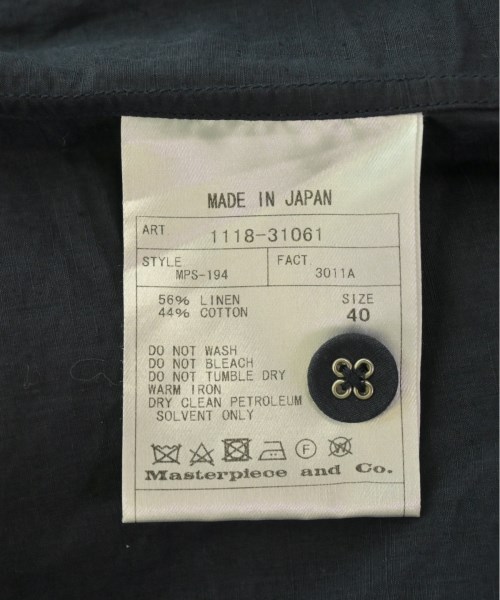 MADE IN JAPAN
ART 1118-31061
STYLE FACT.
MPS-194 3011A
56% LINEN SIZE
44% COTTON 40
DO NOT WASH
DO NOT BLEACH
DO NOT TUMBLE DRY
WARM IRON
DRY CLEAN PETROLEUM
SOLVENT ONLY
F W
Masterpiece and Co.